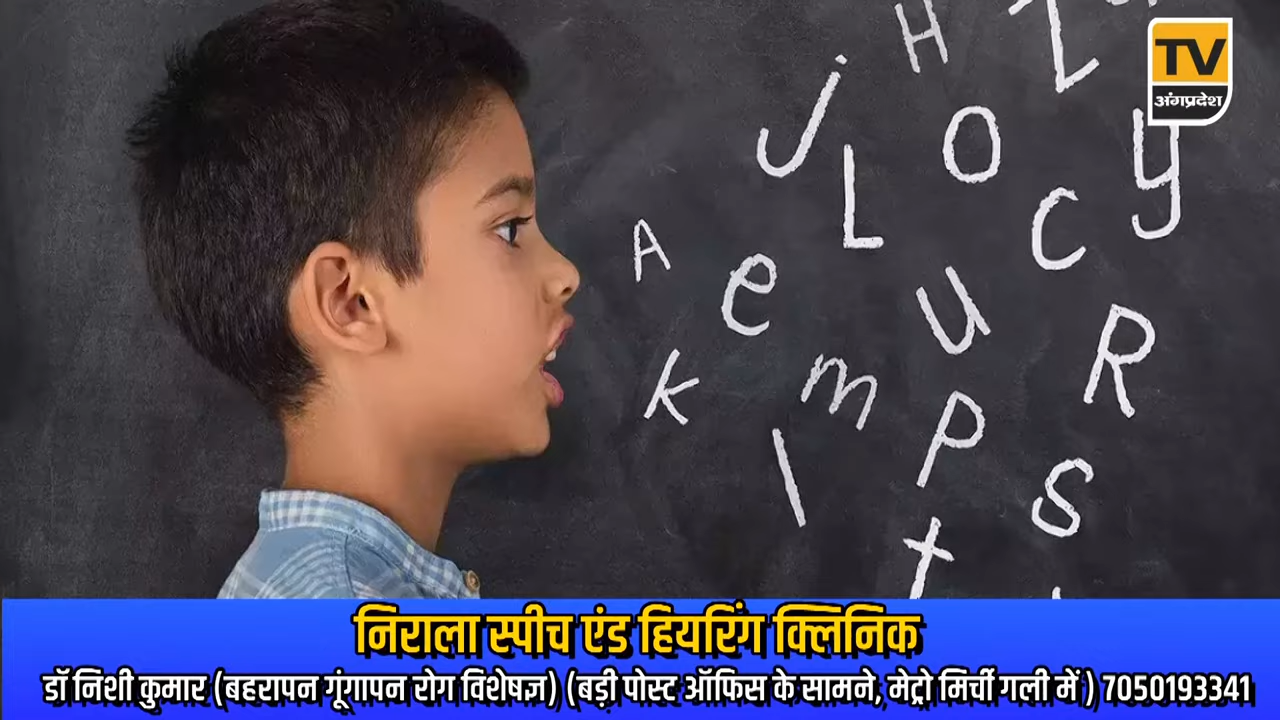 H Z
TV
अंगप्रदेश
J L O y
A e C
U R
K m
P
l S
t
निराला स्पीच एंड हियरिंग क्लिनिक
डॉ निशी कुमार (बहरापन गूंगापन रोग विशेषज्ञ) (बड़ी पोस्ट ऑफिस के सामने, मेट्रो मिर्ची गली में ) 7050193341